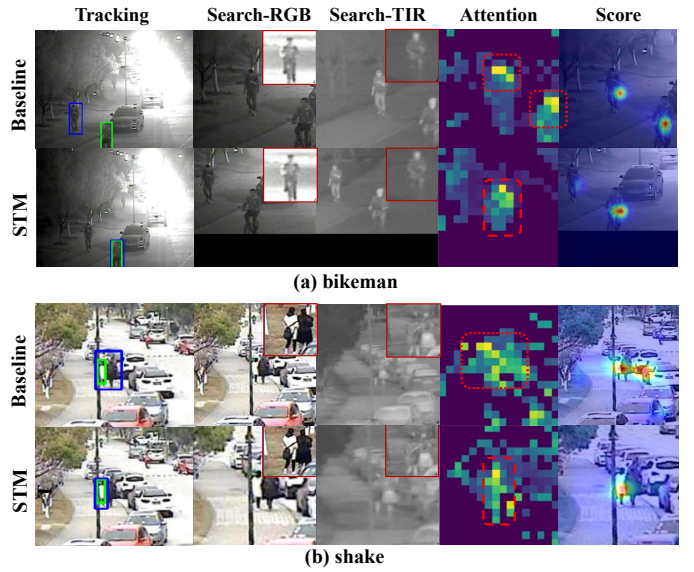 Tracking Search-RGB Search-TIR Attention Score
Baseline
STM
(a) bikeman
Baseline
STM
(b) shake